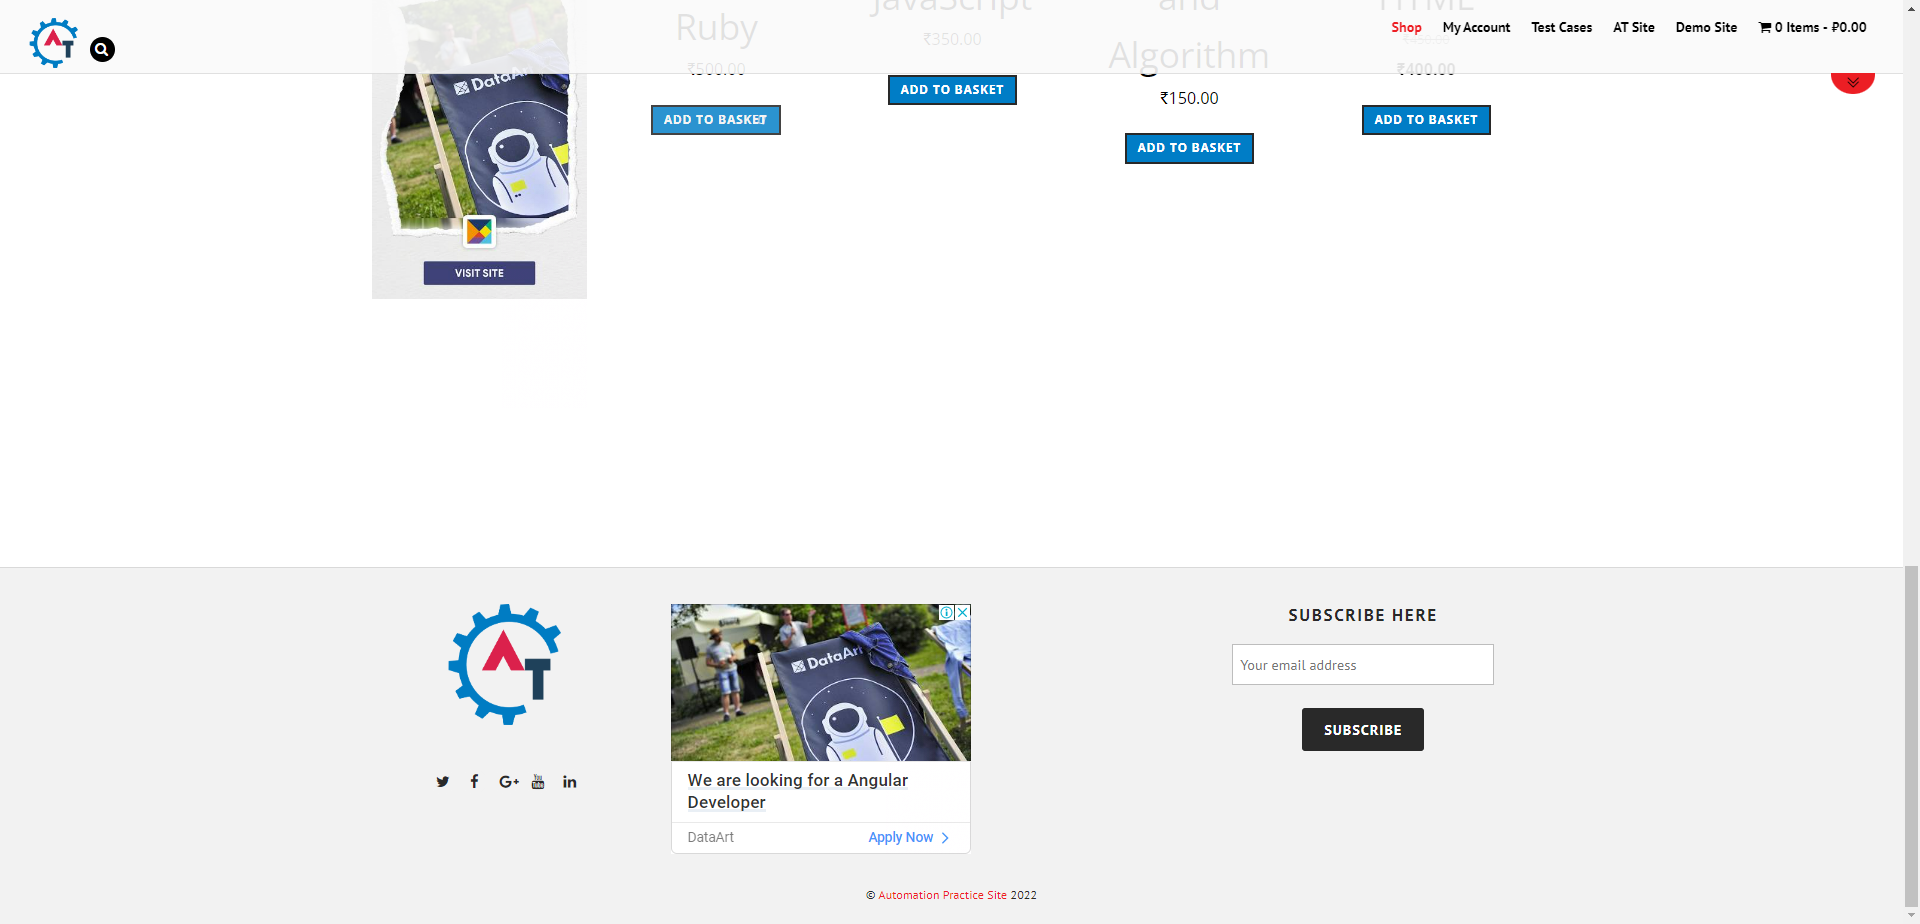 AT
Shop
My Account
Test Cases
AT Site
Demo Site
0 Items - ₽0.00
Ruby
₹500.00
ADD TO BASKET
JavaScript
₹350.00
ADD TO BASKET
and
Algorithm
₹150.00
ADD TO BASKET
HTML
₹400.00
ADD TO BASKET
DataArt
VISIT SITE
AT
DataArt
We are looking for a Angular
Developer
DataArt
Apply Now
SUBSCRIBE HERE
Your email address
SUBSCRIBE
© Automation Practice Site 2022